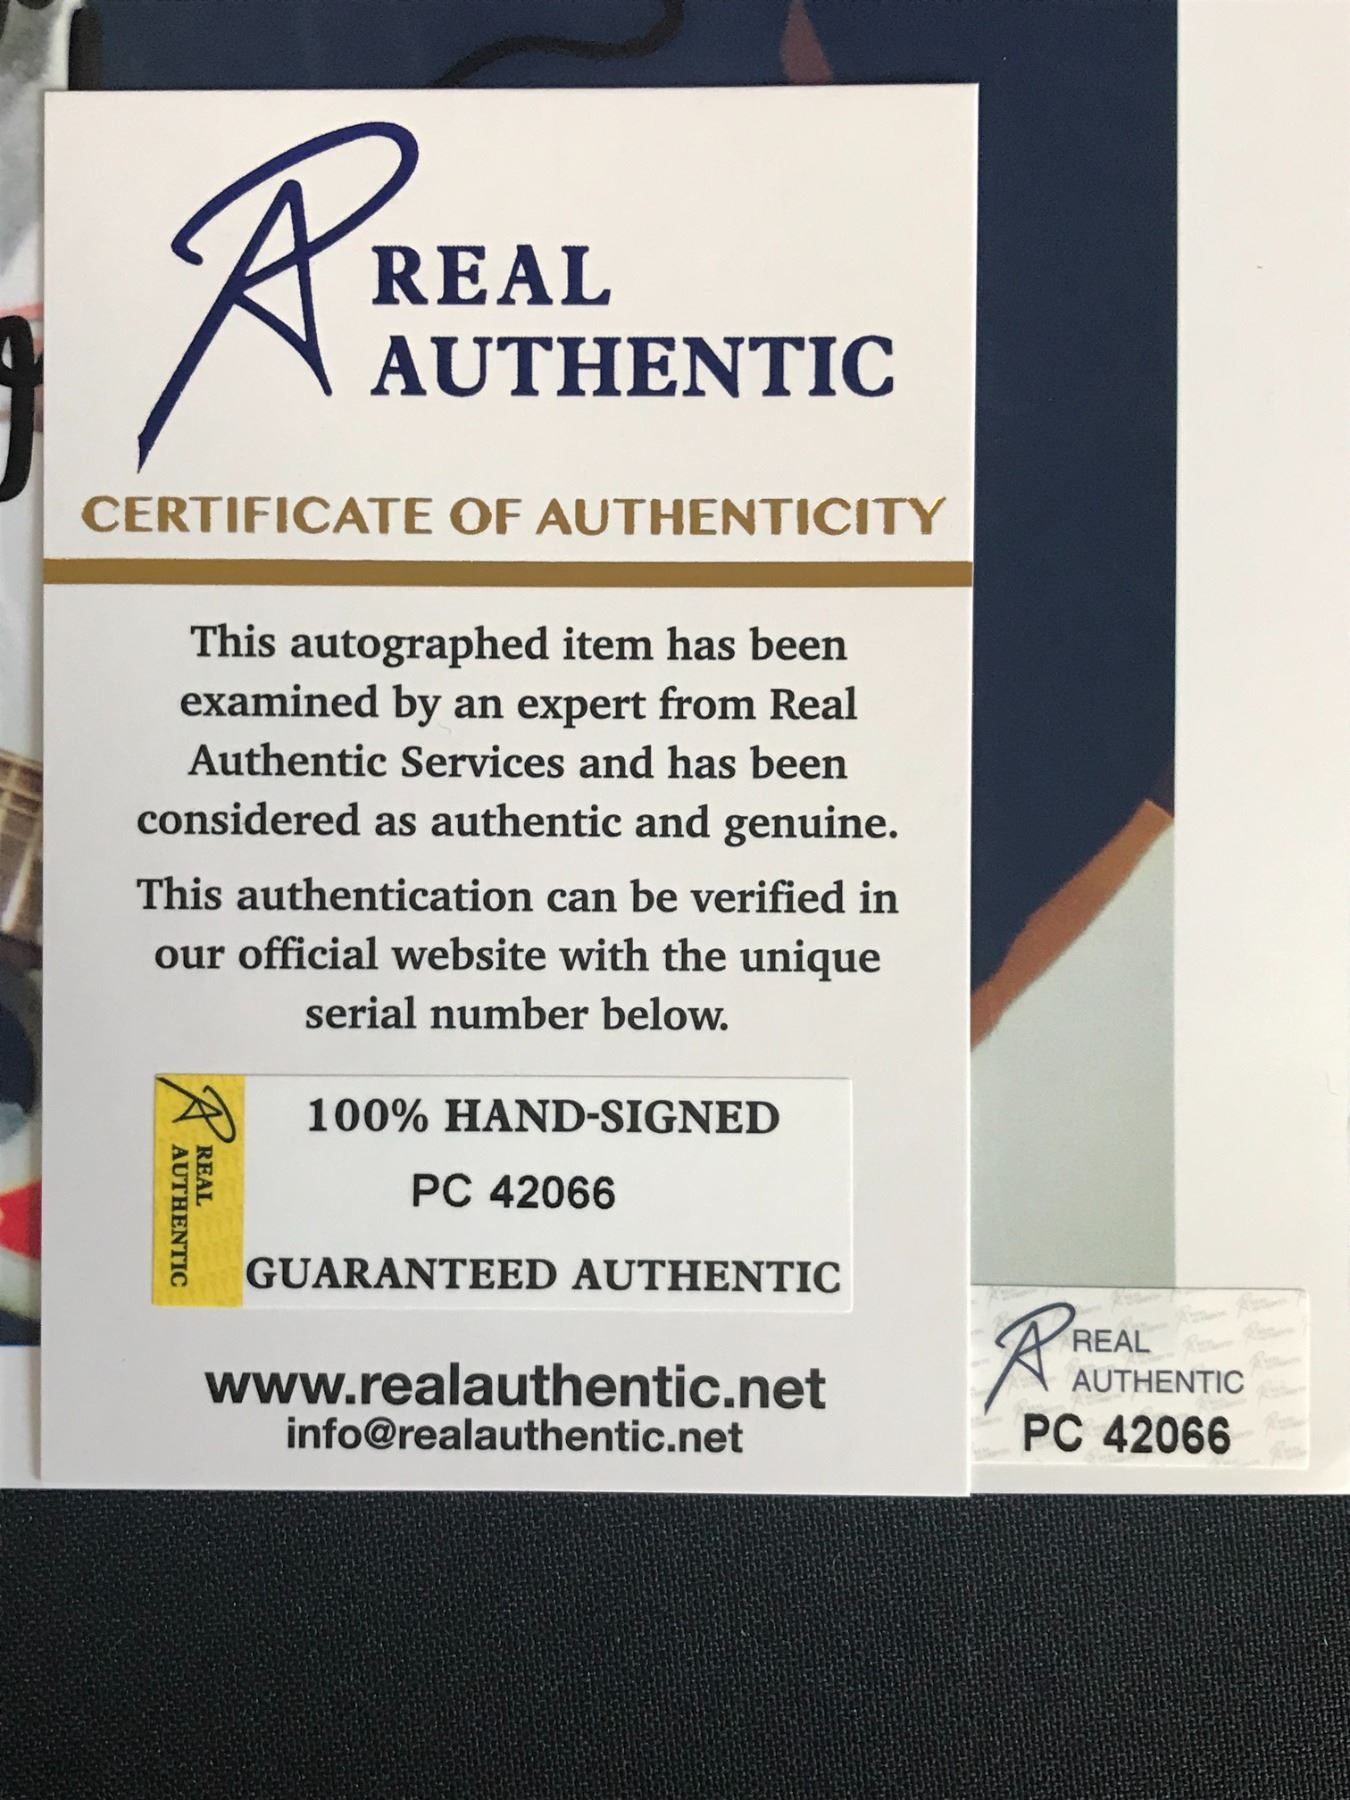 REAL
AUTHENTIC
CERTIFICATE OF AUTHENTICITY
This autographed item has been
examined by an expert from Real
Authentic Services and has been
considered as authentic and genuine.
This authentication can be verified in
our official website with the unique
serial number below.
REAL
AUTHENTIC
100% HAND-SIGNED
PC 42066
GUARANTEED AUTHENTIC
www.realauthentic.net
info@realauthentic.net
REAL
AUTHENTIC
PC 42066